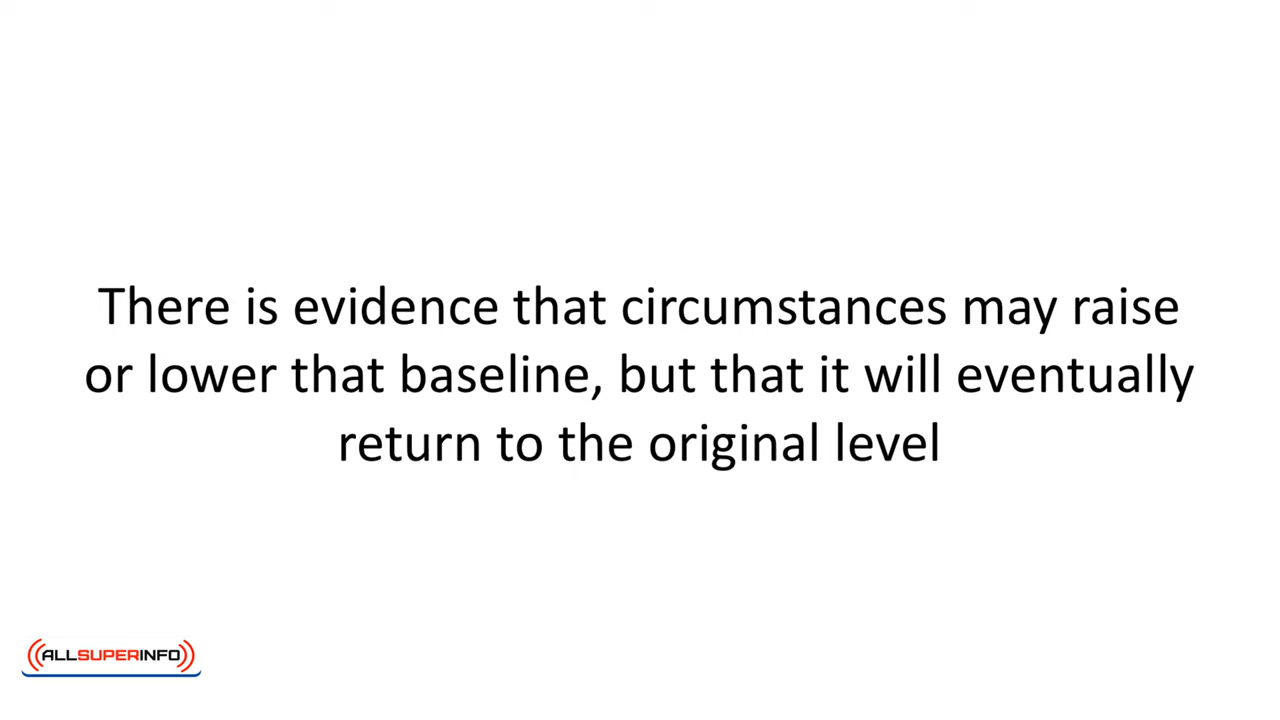 There is evidence that circumstances may raise
or lower that baseline, but that it will eventually
return to the original level
((ALLSUPERINFO))